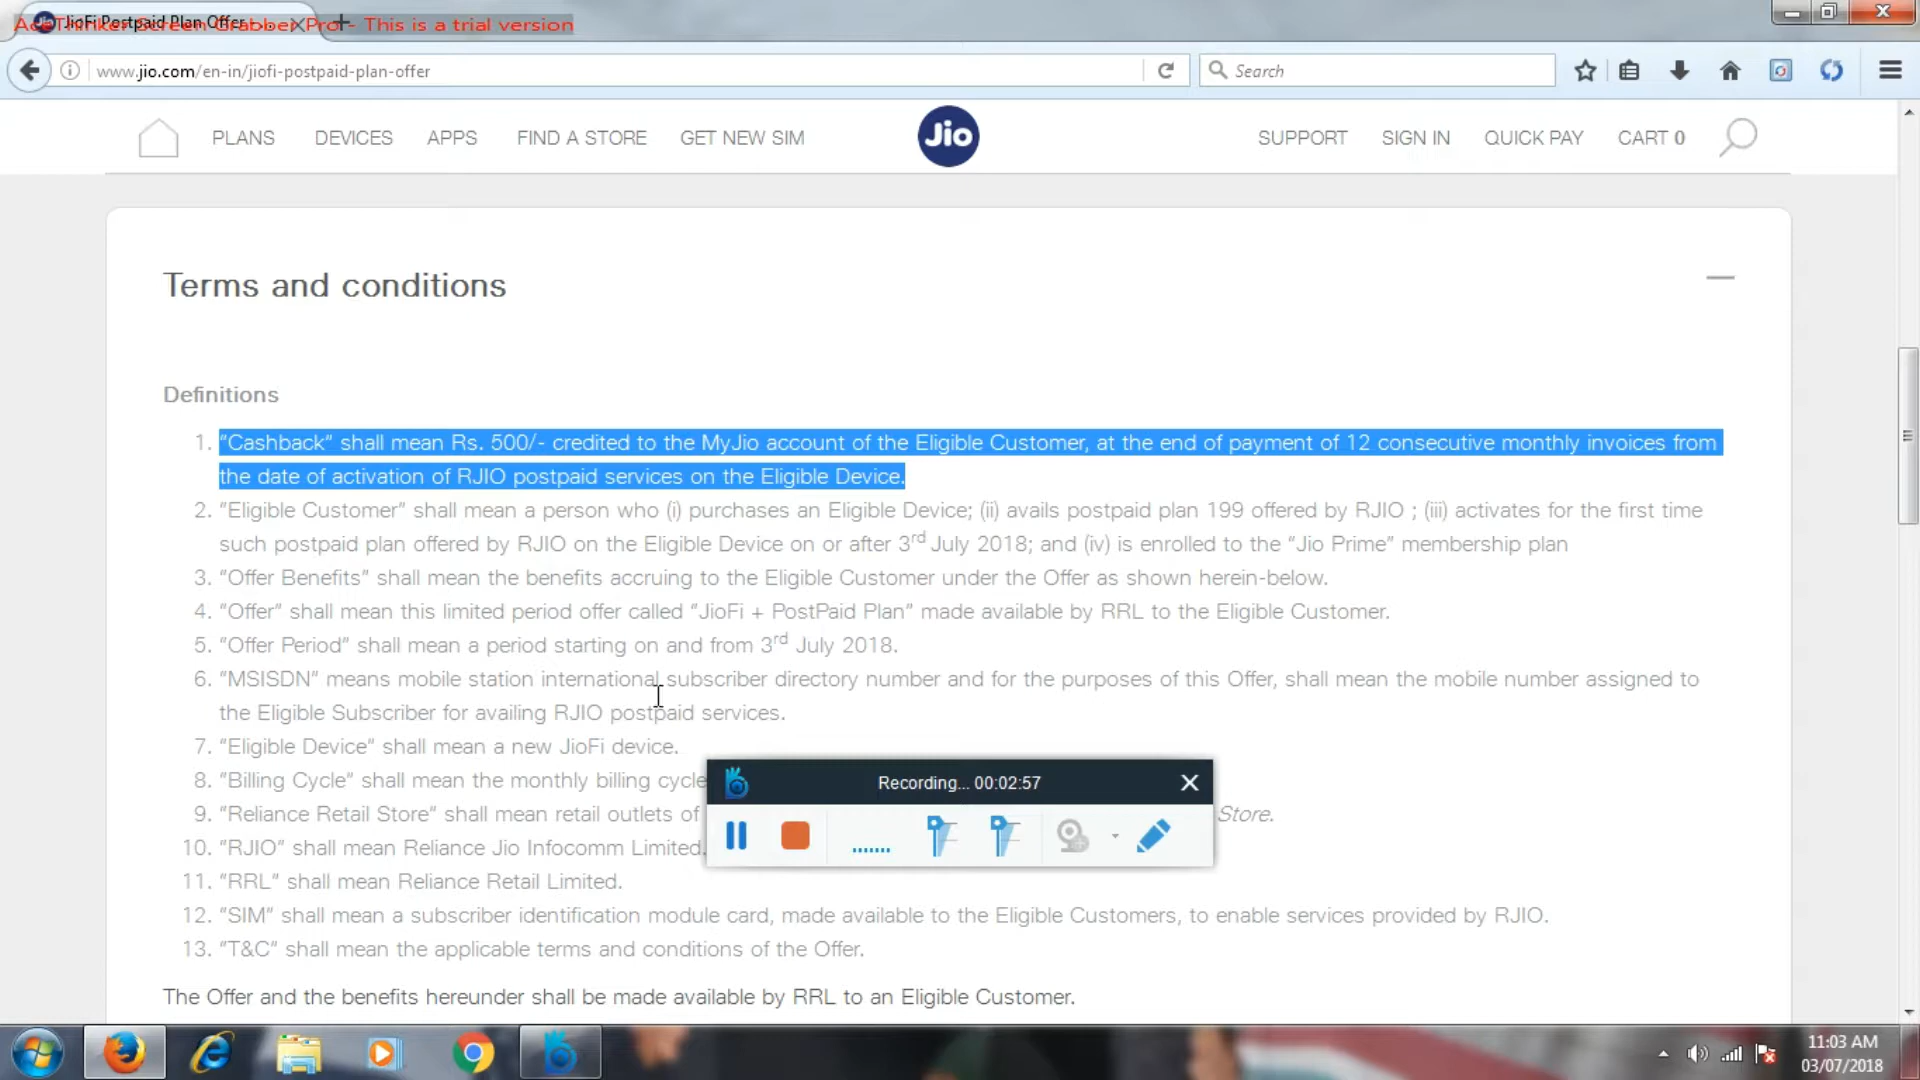 JioFi Postpaid Plan Offer
AceThinker Screen Grabber Pro - This is a trial version
www.jio.com/en-in/jiofi-postpaid-plan-offer
Search
PLANS DEVICES APPS FIND A STORE GET NEW SIM Jio SUPPORT SIGN IN QUICK PAY CART 0
Terms and conditions
Definitions
1. "Cashback" shall mean Rs. 500/- credited to the MyJio account of the Eligible Customer, at the end of payment of 12 consecutive monthly invoices from
the date of activation of RJIO postpaid services on the Eligible Device.
2. "Eligible Customer" shall mean a person who (i) purchases an Eligible Device; (ii) avails postpaid plan 199 offered by RJIO ; (iii) activates for the first time
such postpaid plan offered by RJIO on the Eligible Device on or after 3rd July 2018; and (iv) is enrolled to the "Jio Prime" membership plan
3. "Offer Benefits" shall mean the benefits accruing to the Eligible Customer under the Offer as shown herein-below.
4. "Offer" shall mean this limited period offer called "JioFi + PostPaid Plan" made available by RRL to the Eligible Customer.
5. "Offer Period" shall mean a period starting on and from 3rd July 2018.
6. "MSISDN" means mobile station international subscriber directory number and for the purposes of this Offer, shall mean the mobile number assigned to
the Eligible Subscriber for availing RJIO postpaid services.
7. "Eligible Device" shall mean a new JioFi device.
8. "Billing Cycle" shall mean the monthly billing cycle
Recording... 00:02:57
9. "Reliance Retail Store" shall mean retail outlets of Store.
10. "RJIO" shall mean Reliance Jio Infocomm Limited.
11. "RRL" shall mean Reliance Retail Limited.
12. "SIM" shall mean a subscriber identification module card, made available to the Eligible Customers, to enable services provided by RJIO.
13. "T&C" shall mean the applicable terms and conditions of the Offer.
The Offer and the benefits hereunder shall be made available by RRL to an Eligible Customer.
11:03 AM
03/07/2018